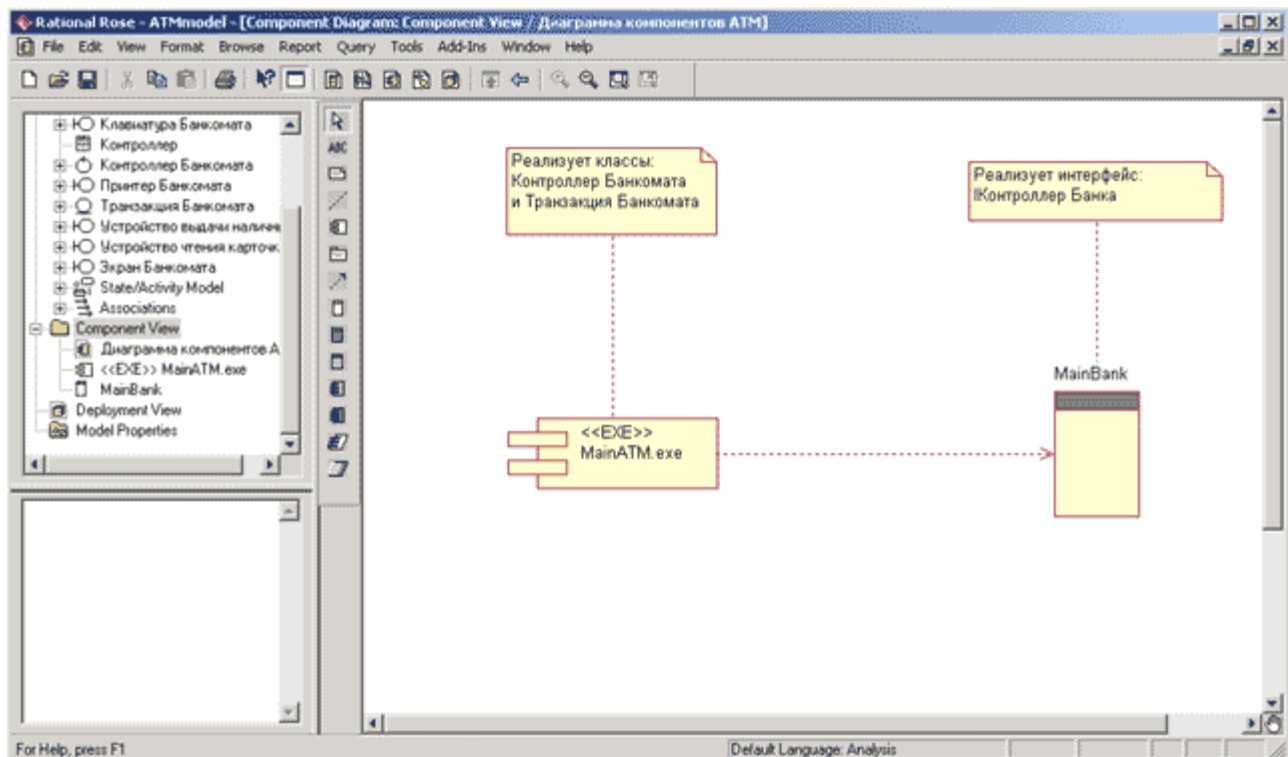 Rational Rose - ATMmodel - [Component Diagram: Component View / Диаграмма компонентов ATM]
File Edit View Format Browse Report Query Tools Add-Ins Window Help
Клавиатура Банкомата
Контроллер
Контроллер Банкомата
Принтер Банкомата
Транзакция Банкомата
Устройство выдачи наличн
Устройство чтения карточк
Экран Банкомата
State/Activity Model
Associations
Component View
Диаграмма компонентов А
<<EXE>> MainATM.exe
MainBank
Deployment View
Model Properties
ABC
Реализует классы:
Контроллер Банкомата
и Транзакция Банкомата
Реализует интерфейс:
IКонтроллер Банка
MainBank
<<EXE>>
MainATM.exe
For Help, press F1
Default Language: Analysis